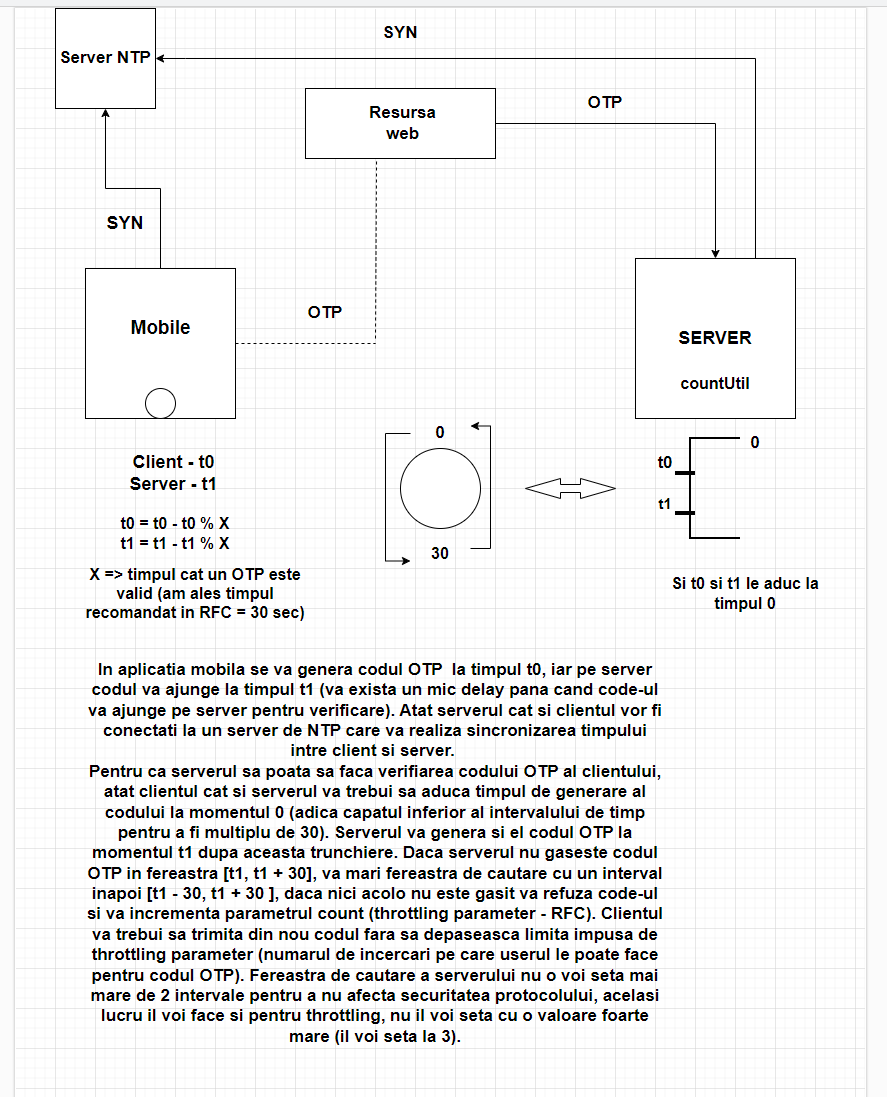 SYN
Server NTP
OTP
Resursa
web
SYN
OTP
Mobile
SERVER
countUtil
Client - t0
Server - t1
t0 = t0 - t0 % X
t1 = t1 - t1 % X
X => timpul cat un OTP este
valid (am ales timpul
recomandat in RFC = 30 sec)
0
30
0
t0
t1
Si t0 si t1 le aduc la
timpul 0
In aplicatia mobila se va genera codul OTP la timpul t0, iar pe server
codul va ajunge la timpul t1 (va exista un mic delay pana cand code-ul
va ajunge pe server pentru verificare). Atat serverul cat si clientul vor fi
conectati la un server de NTP care va realiza sincronizarea timpului
intre client si server.
Pentru ca serverul sa poata sa faca verifiarea codului OTP al clientului,
atat clientul cat si serverul va trebui sa aduca timpul de generare al
codului la momentul 0 (adica capatul inferior al intervalului de timp
pentru a fi multiplu de 30). Serverul va genera si el codul OTP la
momentul t1 dupa aceasta trunchiere. Daca serverul nu gaseste codul
OTP in fereastra [t1, t1 + 30], va mari fereastra de cautare cu un interval
inapoi [t1 - 30, t1 + 30 ], daca nici acolo nu este gasit va refuza code-ul
si va incrementa parametrul count (throttling parameter - RFC). Clientul
va trebui sa trimita din nou codul fara sa depaseasca limita impusa de
throttling parameter (numarul de incercari pe care userul le poate face
pentru codul OTP). Fereastra de cautare a serverului nu o voi seta mai
mare de 2 intervale pentru a nu afecta securitatea protocolului, acelasi
lucru il voi face si pentru throttling, nu il voi seta cu o valoare foarte
mare (il voi seta la 3).